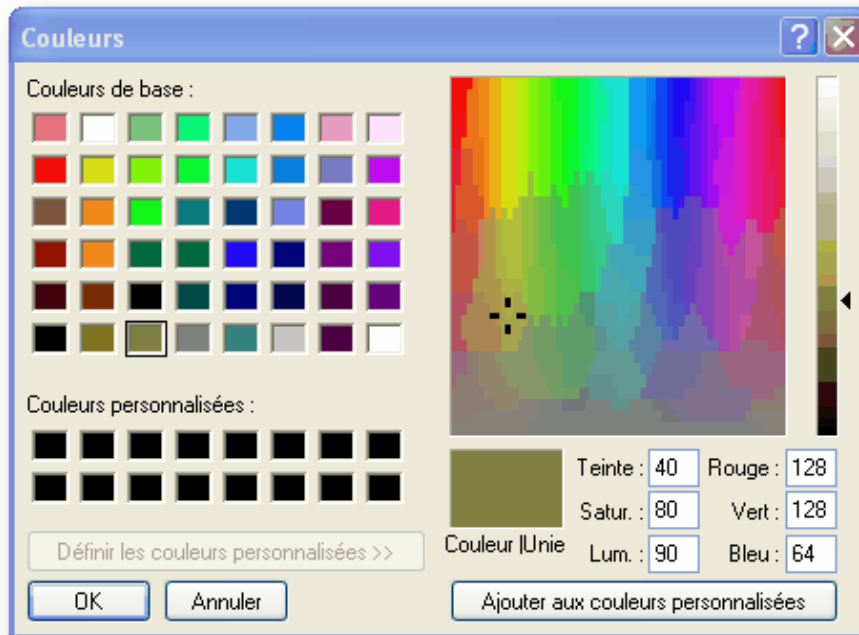 Couleurs
Couleurs de base :
Couleurs personnalisées :
Définir les couleurs personnalisées >>
OK
Annuler
Couleur |Unie
Teinte : 40
Rouge : 128
Satur. : 80
Vert : 128
Lum. : 90
Bleu : 64
Ajouter aux couleurs personnalisées